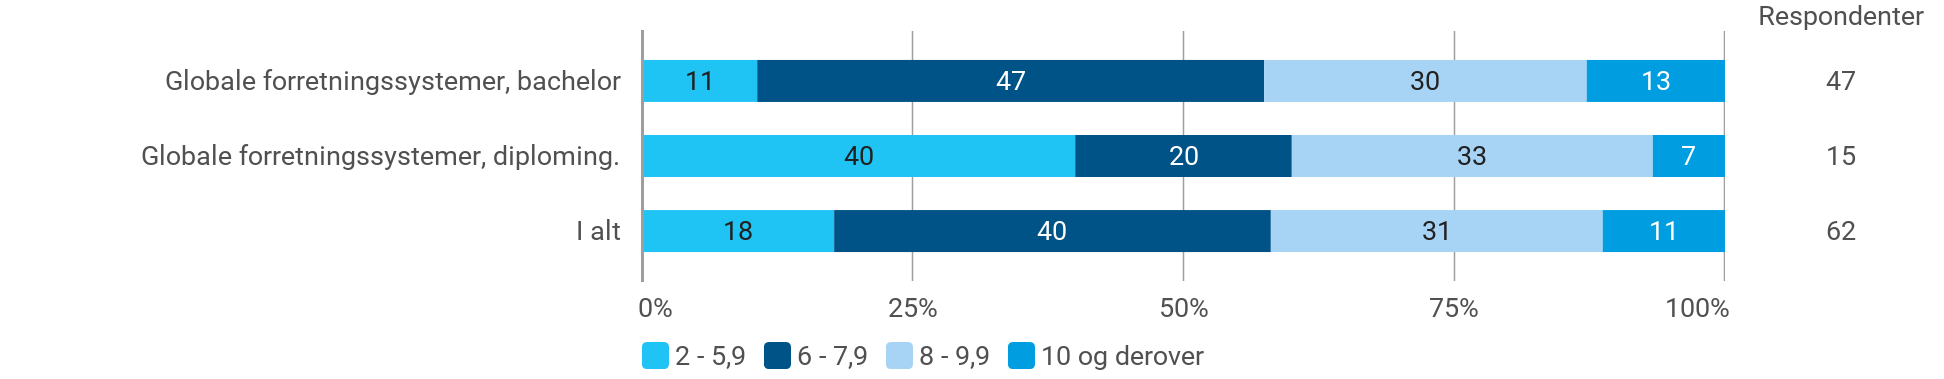 Respondenter
Globale forretningssystemer, bachelor 11 47 30 13 47
Globale forretningssystemer, diploming. 40 20 33 7 15
I alt 18 40 31 11 62
0% 25% 50% 75% 100%
2 - 5,9 6 - 7,9 8 - 9,9 10 og derover